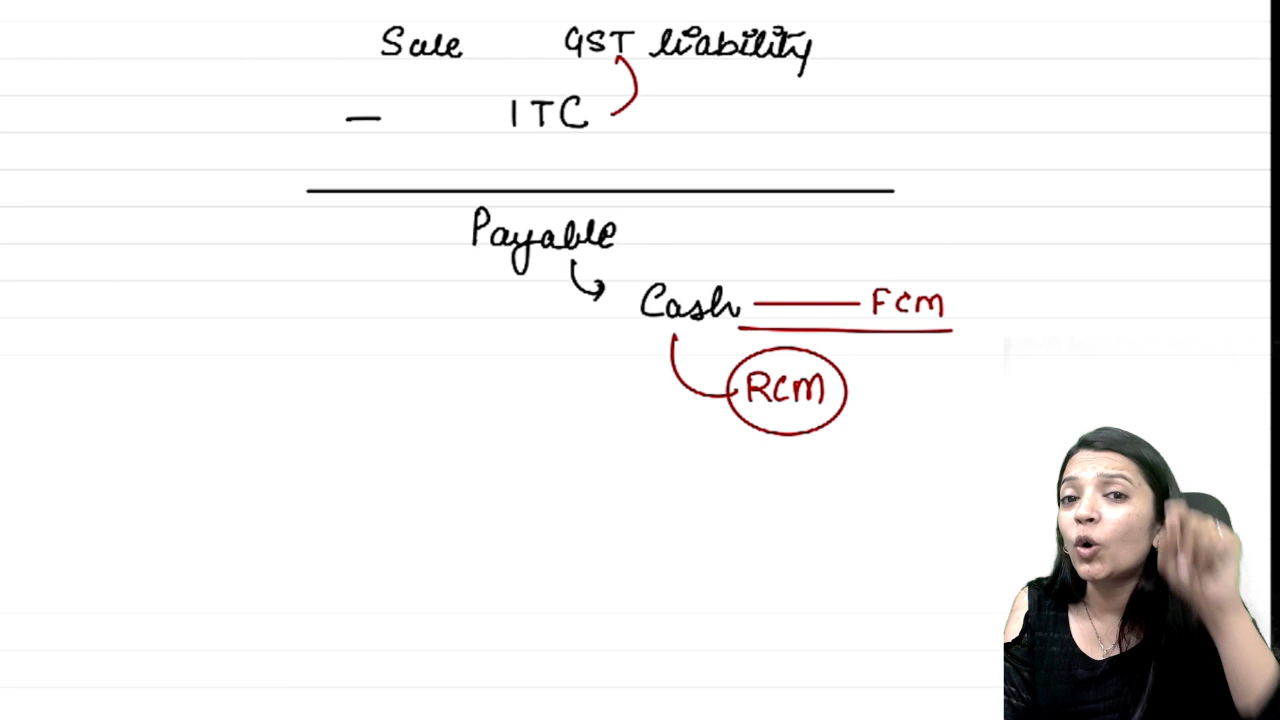 Sale GST liability
— ITC
Payable
Cash — FCM
RCM